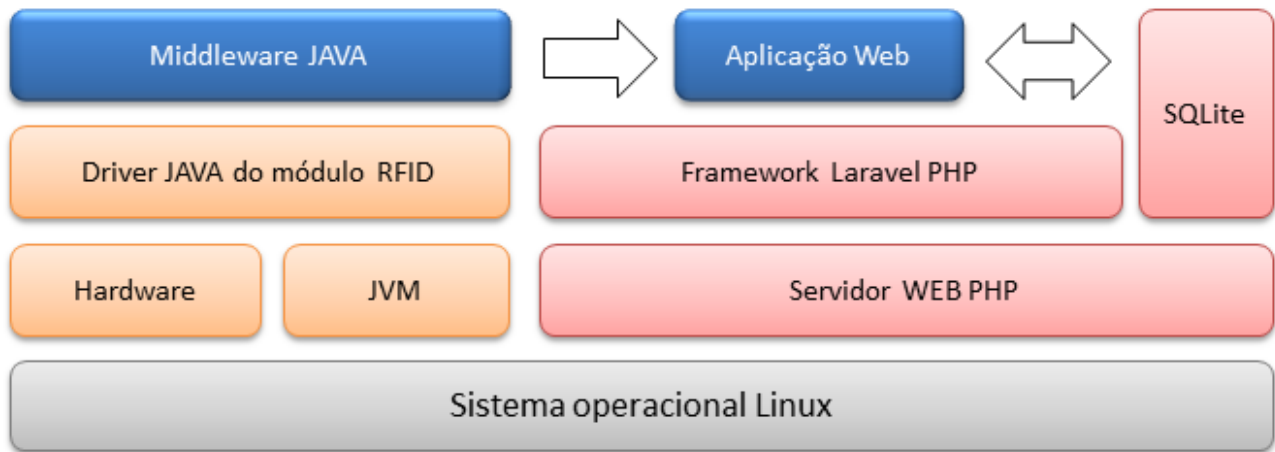 Middleware JAVA
Aplicação Web
SQLite
Driver JAVA do módulo RFID
Framework Laravel PHP
Hardware
JVM
Servidor WEB PHP
Sistema operacional Linux